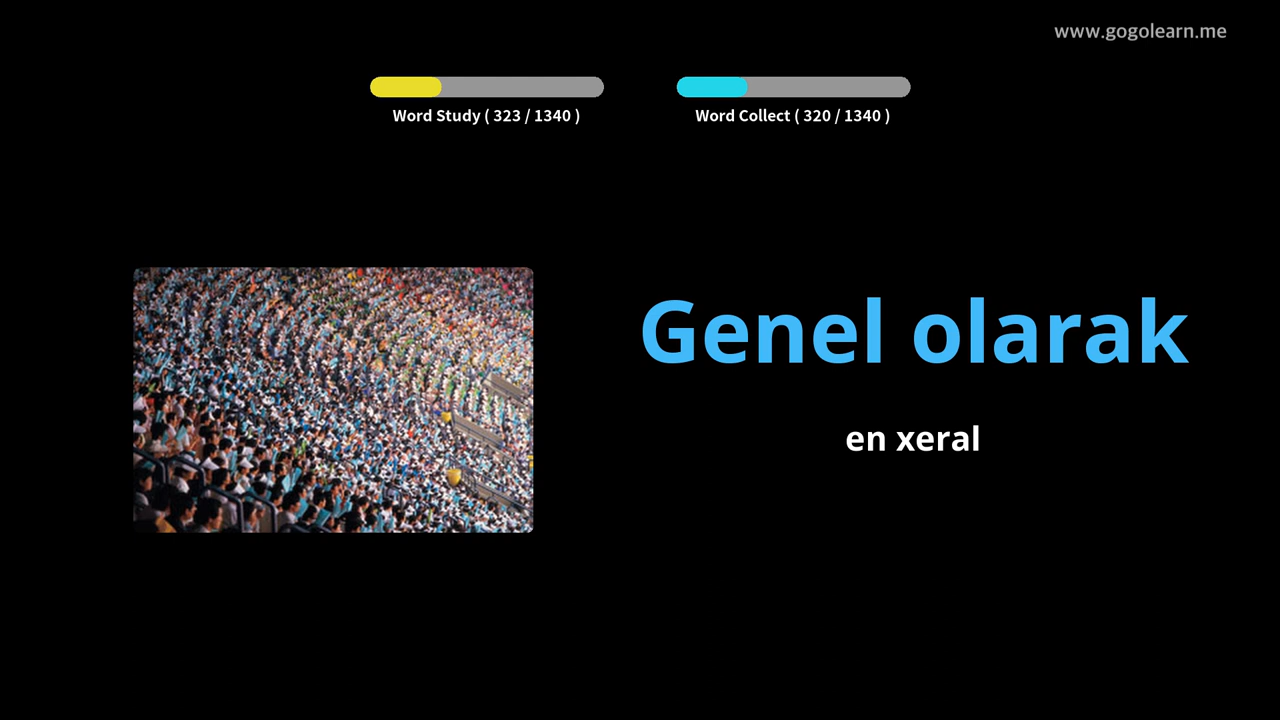 www.gogolearn.me
Word Study ( 323 / 1340 )
Word Collect ( 320 / 1340 )
Genel olarak
en xeral